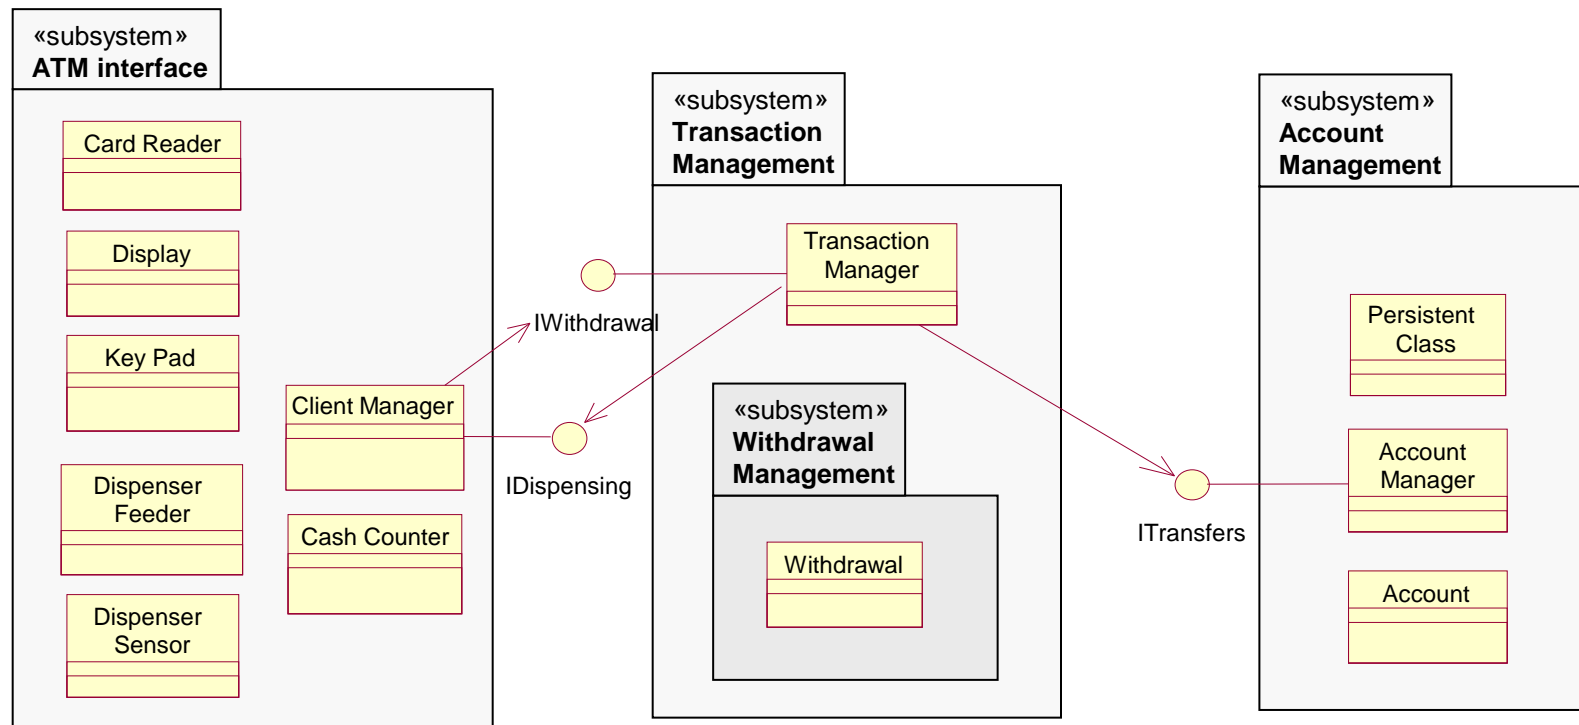 «subsystem»
ATM interface
Card Reader
Display
Key Pad
Dispenser
Feeder
Dispenser
Sensor
Client Manager
Cash Counter
IWithdrawal
IDispensing
«subsystem»
Transaction
Management
Transaction
Manager
«subsystem»
Withdrawal
Management
Withdrawal
ITransfers
«subsystem»
Account
Management
Persistent
Class
Account
Manager
Account